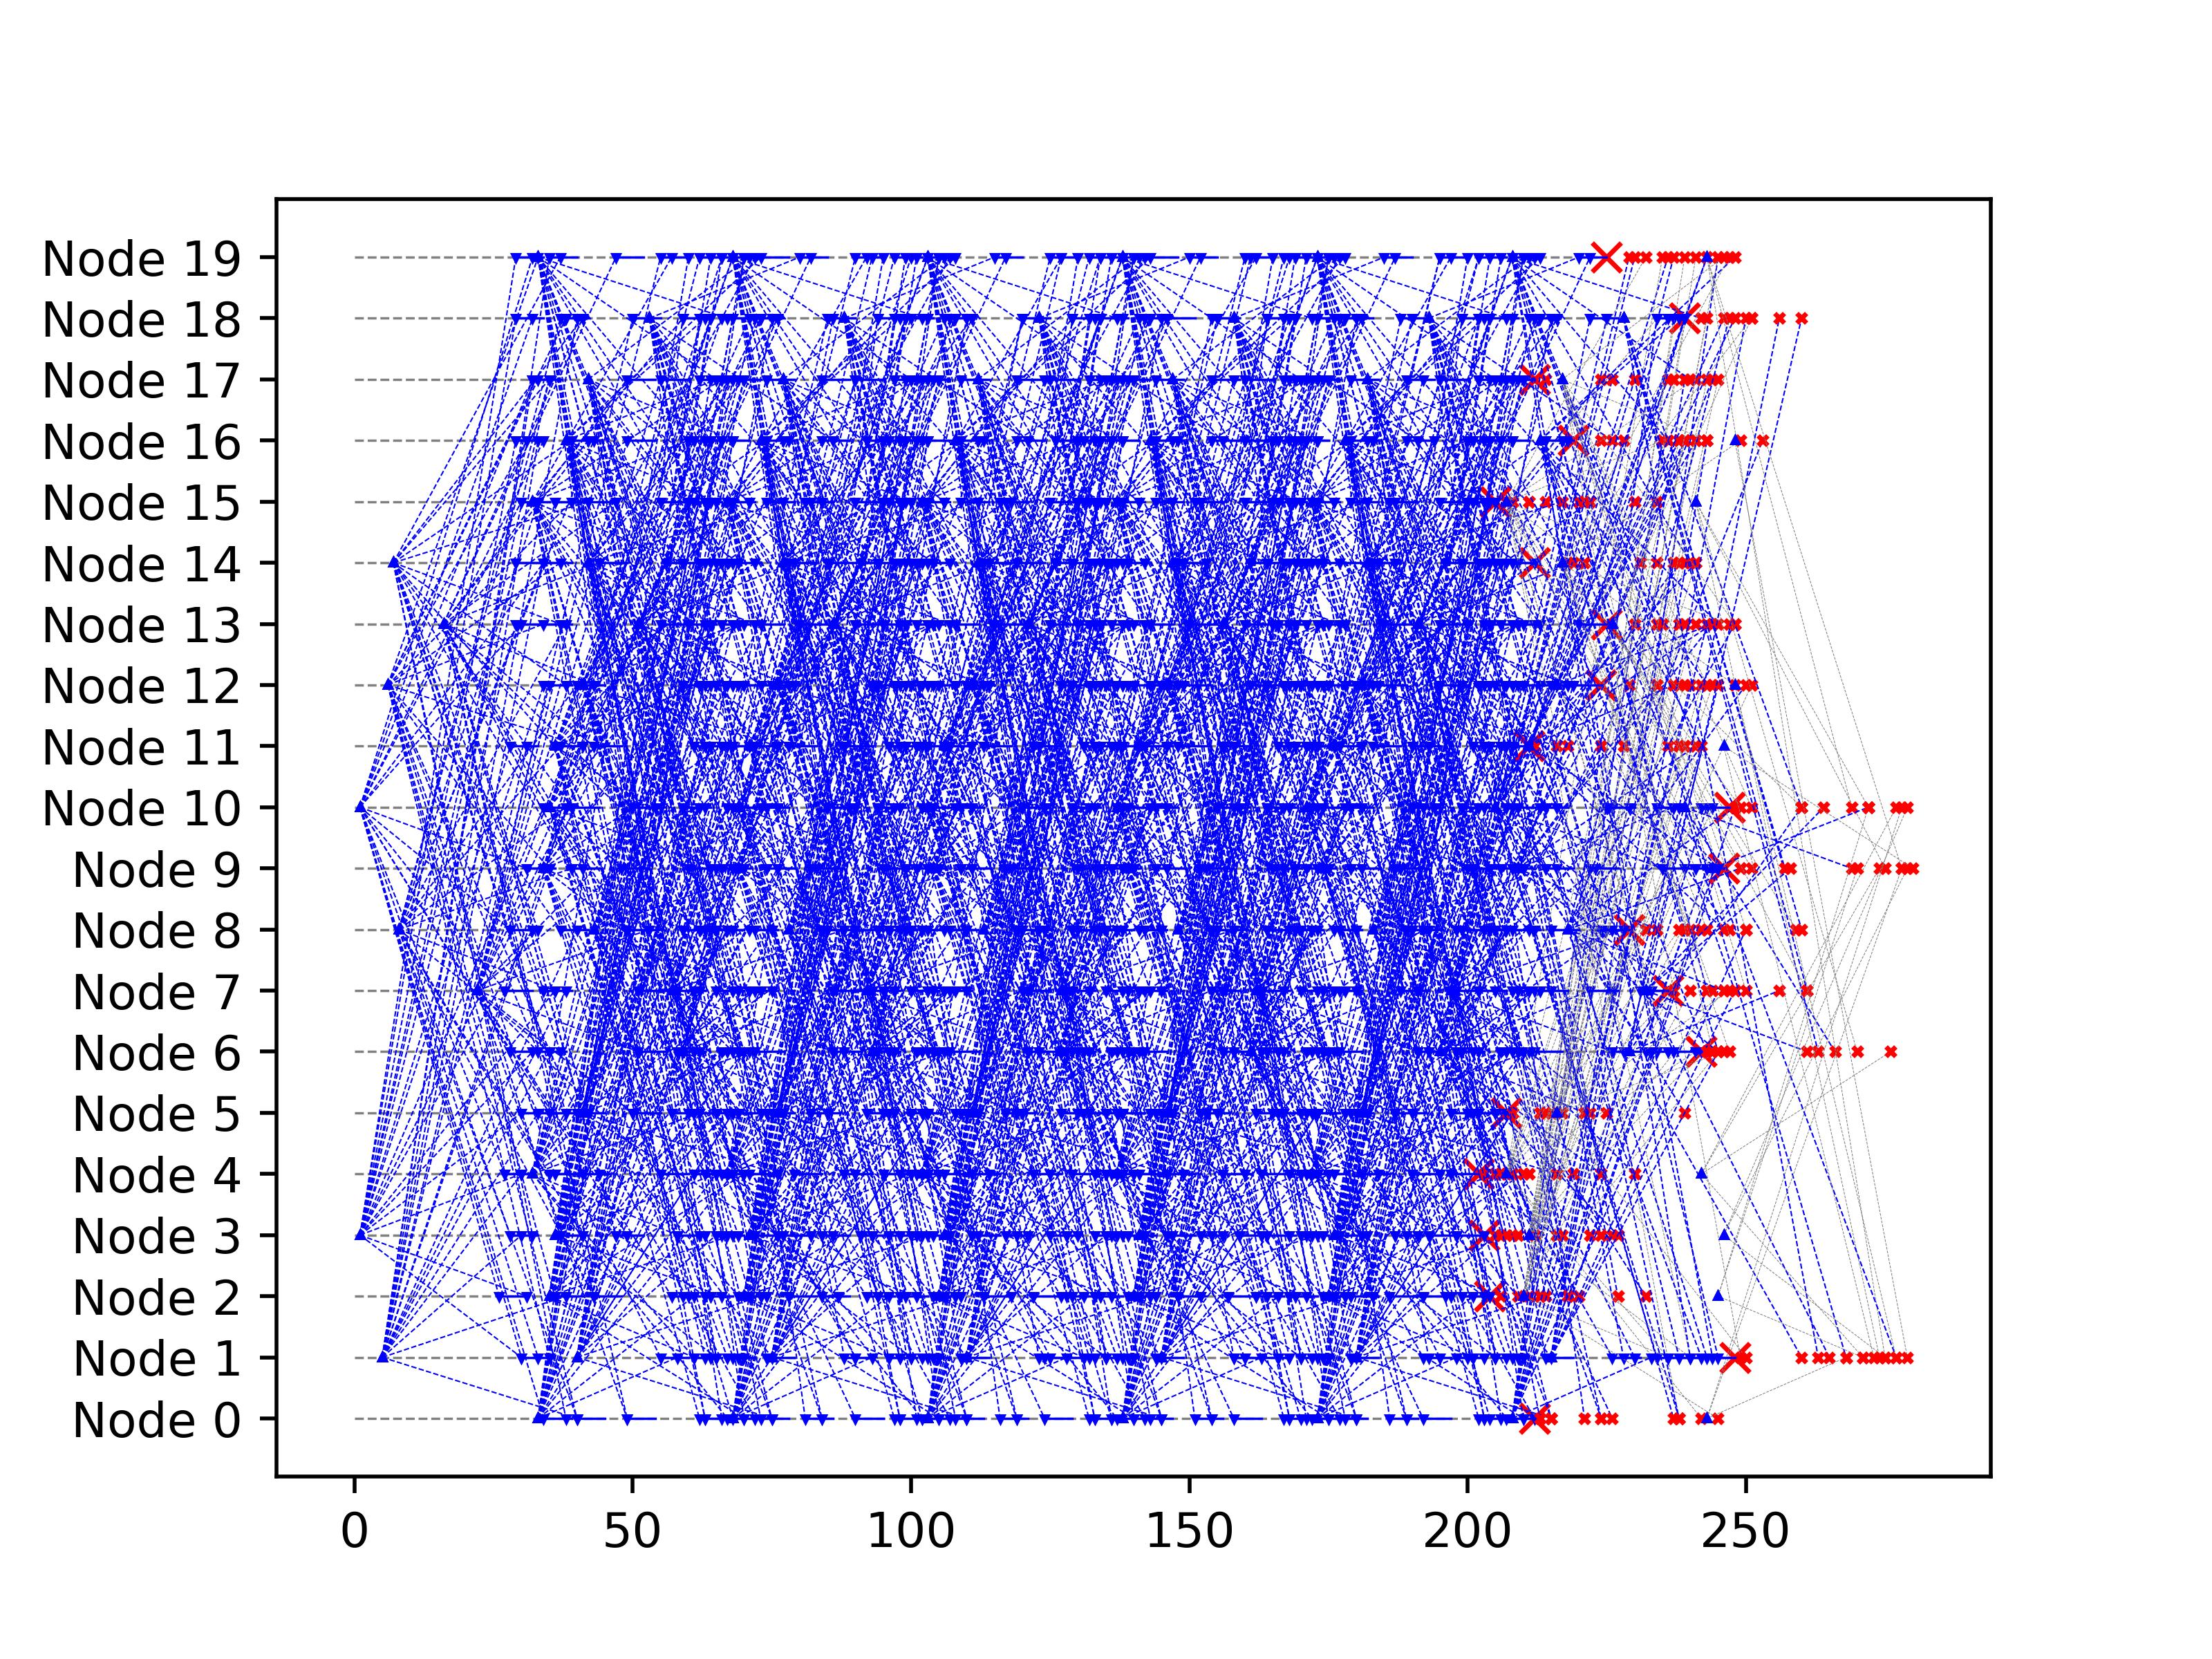 Node 19
Node 18
Node 17
Node 16
Node 15
Node 14
Node 13
Node 12
Node 11
Node 10
Node 9
Node 8
Node 7
Node 6
Node 5
Node 4
Node 3
Node 2
Node 1
Node 0
0 50 100 150 200 250